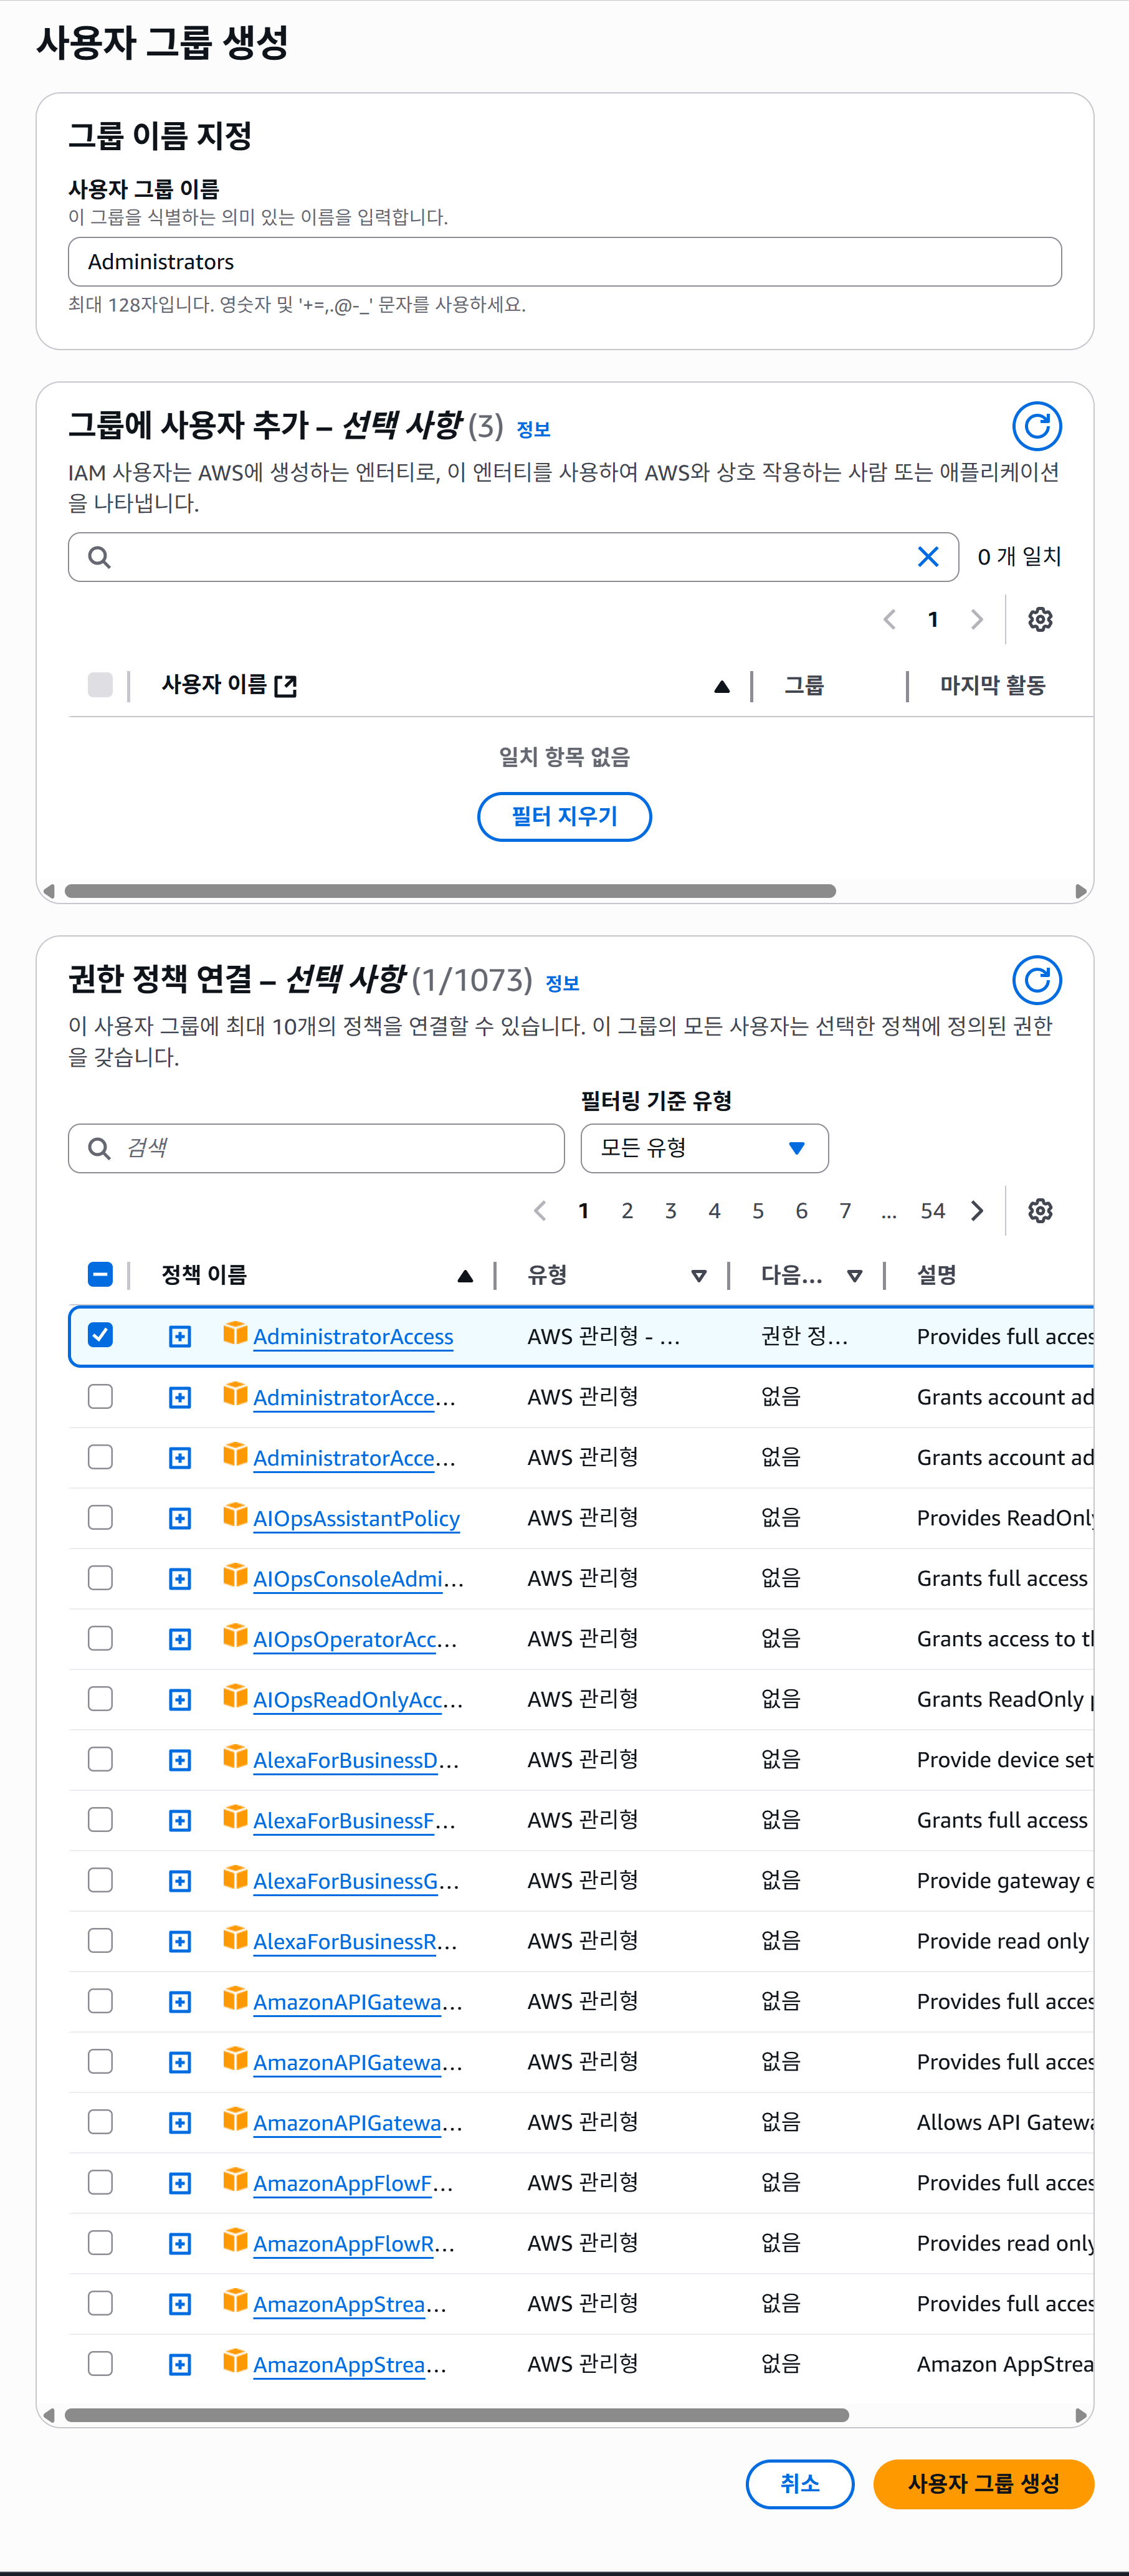 사용자 그룹 생성
그룹 이름 지정
사용자 그룹 이름
이 그룹을 식별하는 의미 있는 이름을 입력합니다.
Administrators
최대 128자입니다. 영숫자 및 '+=,.@-_' 문자를 사용하세요.
그룹에 사용자 추가 – 선택 사항 (3) 정보
IAM 사용자는 AWS에 생성하는 엔터티로, 이 엔터티를 사용하여 AWS와 상호 작용하는 사람 또는 애플리케이션
을 나타냅니다.
0 개 일치
1
사용자 이름 그룹 마지막 활동
일치 항목 없음
필터 지우기
권한 정책 연결 – 선택 사항 (1/1073) 정보
이 사용자 그룹에 최대 10개의 정책을 연결할 수 있습니다. 이 그룹의 모든 사용자는 선택한 정책에 정의된 권한
을 갖습니다.
필터링 기준 유형
검색 모든 유형
1 2 3 4 5 6 7 ... 54
정책 이름 유형 다음... 설명
AdministratorAccess AWS 관리형 - ... 권한 정... Provides full acces
AdministratorAcce... AWS 관리형 없음 Grants account ad
AdministratorAcce... AWS 관리형 없음 Grants account ad
AIOpsAssistantPolicy AWS 관리형 없음 Provides ReadOnly
AIOpsConsoleAdmi... AWS 관리형 없음 Grants full access
AIOpsOperatorAcc... AWS 관리형 없음 Grants access to th
AIOpsReadOnlyAcc... AWS 관리형 없음 Grants ReadOnly p
AlexaForBusinessD... AWS 관리형 없음 Provide device set
AlexaForBusinessF... AWS 관리형 없음 Grants full access
AlexaForBusinessG... AWS 관리형 없음 Provide gateway e
AlexaForBusinessR... AWS 관리형 없음 Provide read only
AmazonAPIGatewa... AWS 관리형 없음 Provides full acces
AmazonAPIGatewa... AWS 관리형 없음 Provides full acces
AmazonAPIGatewa... AWS 관리형 없음 Allows API Gatewa
AmazonAppFlowF... AWS 관리형 없음 Provides full acces
AmazonAppFlowR... AWS 관리형 없음 Provides read only
AmazonAppStrea... AWS 관리형 없음 Provides full acces
AmazonAppStrea... AWS 관리형 없음 Amazon AppStrea
취소 사용자 그룹 생성